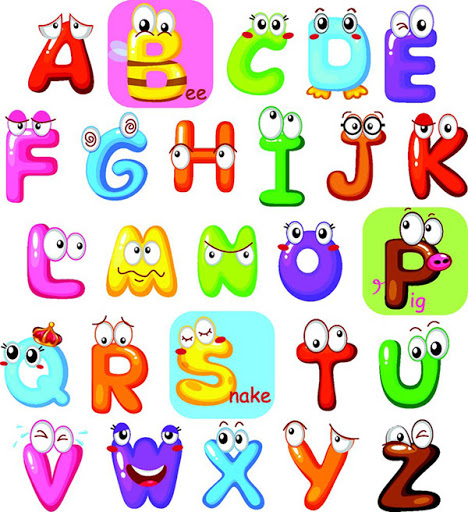 A Bee C D E
F G H I J K
L M N O Pig
Q R Snake T U
V W X Y Z